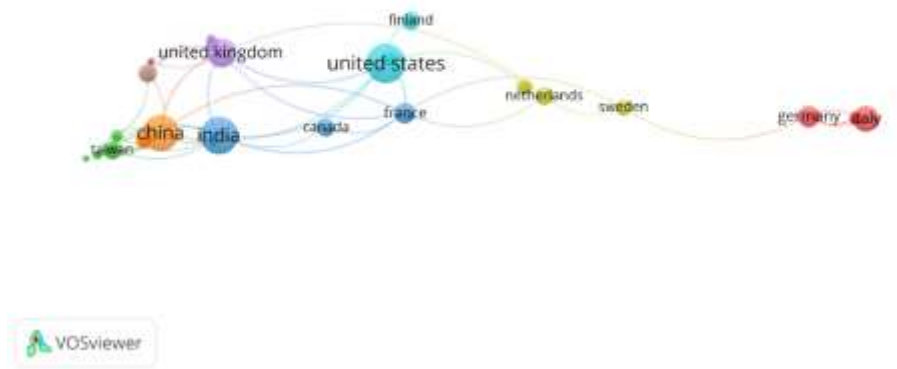 finland
united kingdom
united states
netherlands
sweden
france
germany
italy
canada
china
india
taiwan
VOSviewer